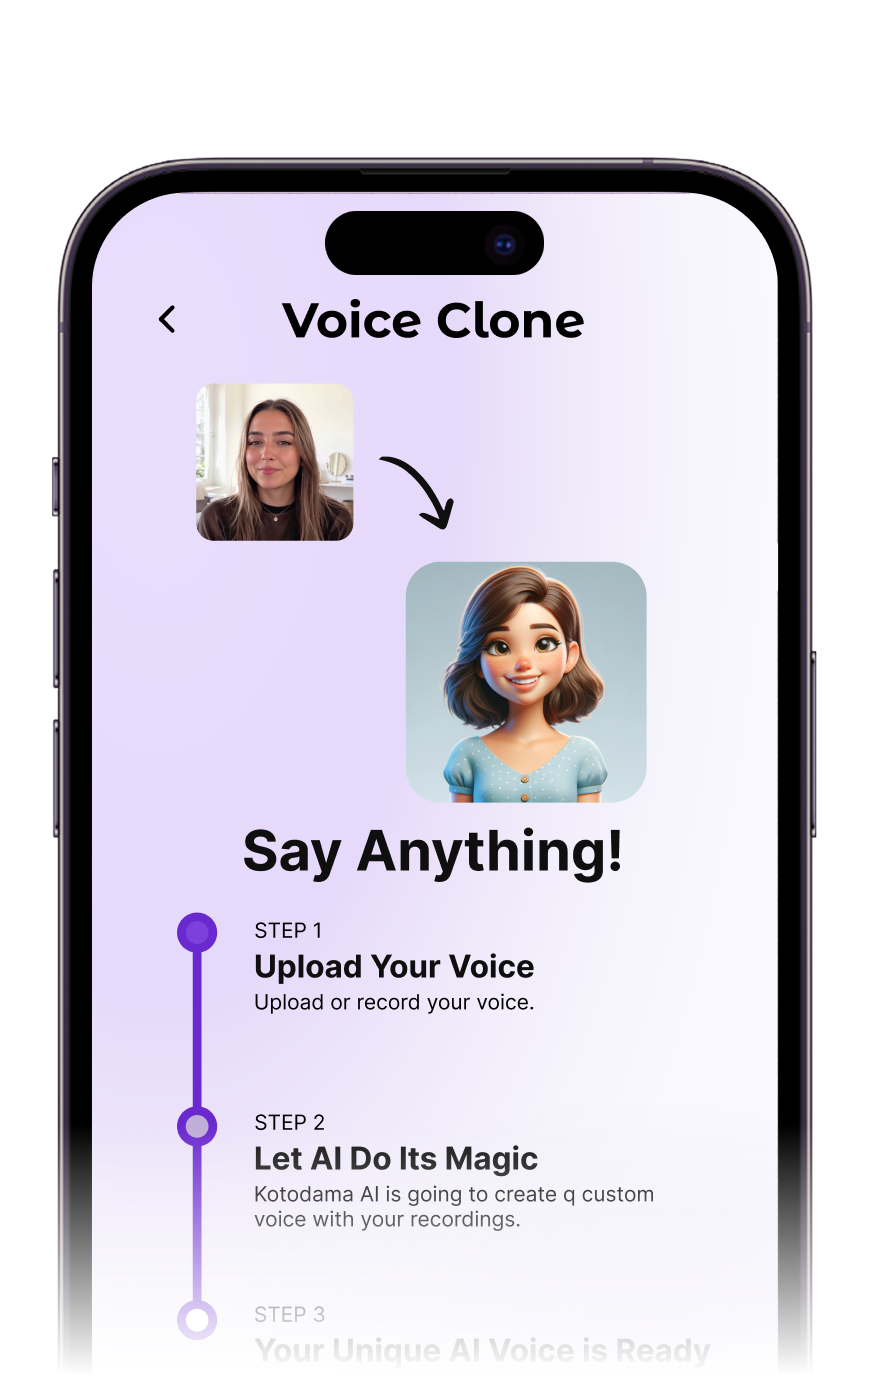 Voice Clone
Say Anything!
STEP 1
Upload Your Voice
Upload or record your voice.
STEP 2
Let AI Do Its Magic
Kotodama AI is going to create q custom
voice with your recordings.
STEP 3
Your Unique AI Voice is Ready